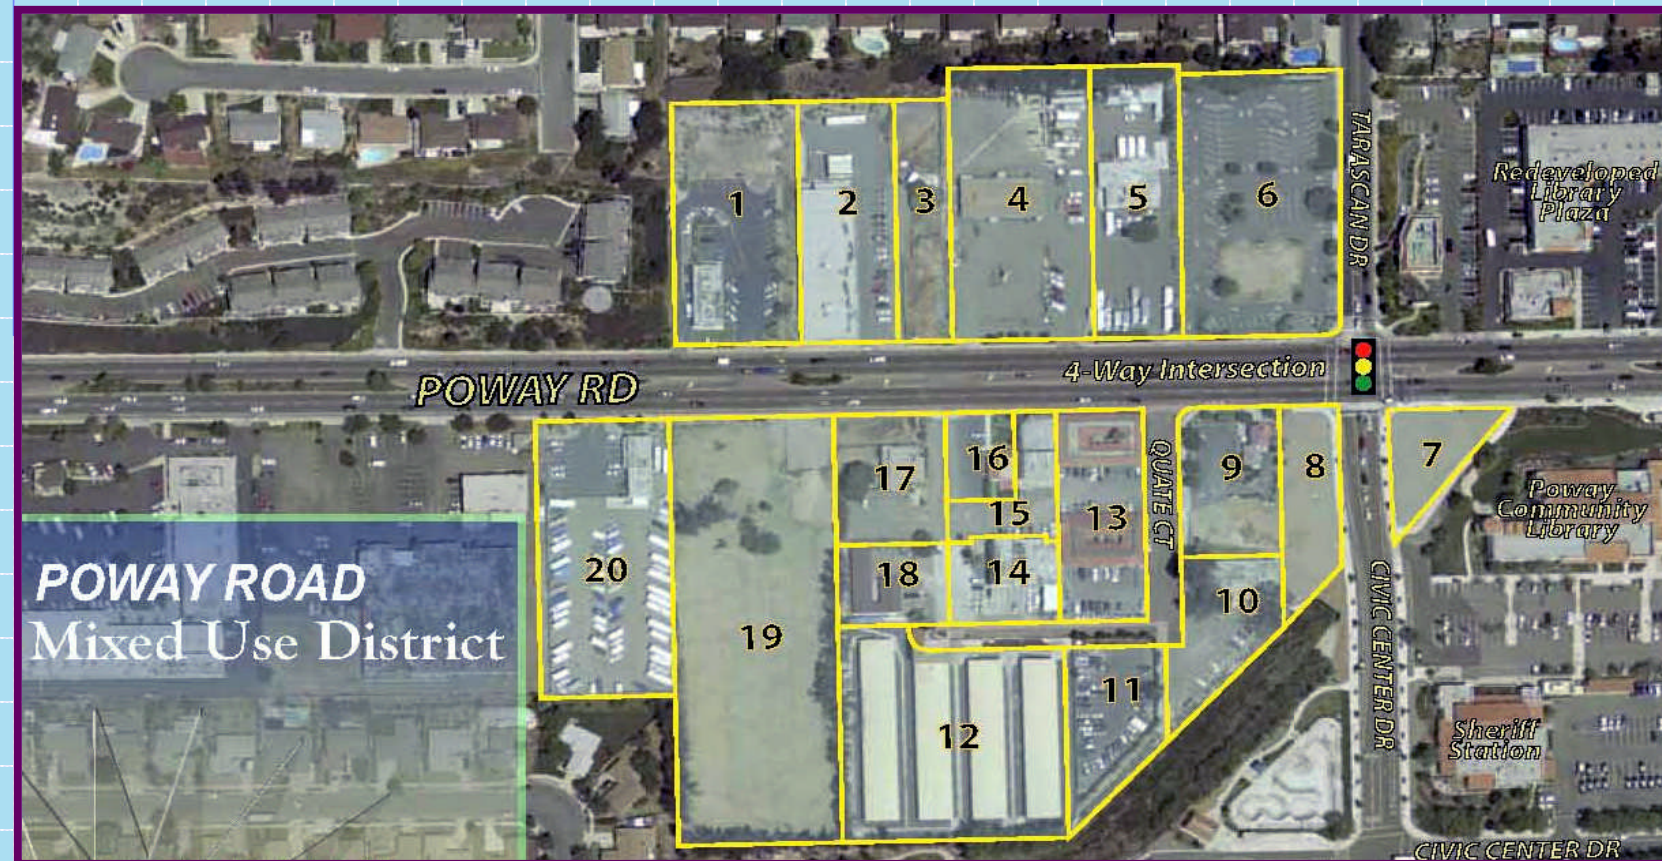 TARASCAN DR
Redeveloped
Library
Plaza
1
2
3
4
5
6
4-Way Intersection
POWAY RD
QUATE CT
7
8
9
10
11
12
13
14
15
16
17
18
19
20
Poway
Community
Library
CIVIC CENTER DR
Sheriff
Station
CIVIC CENTER DR
POWAY ROAD
Mixed Use District